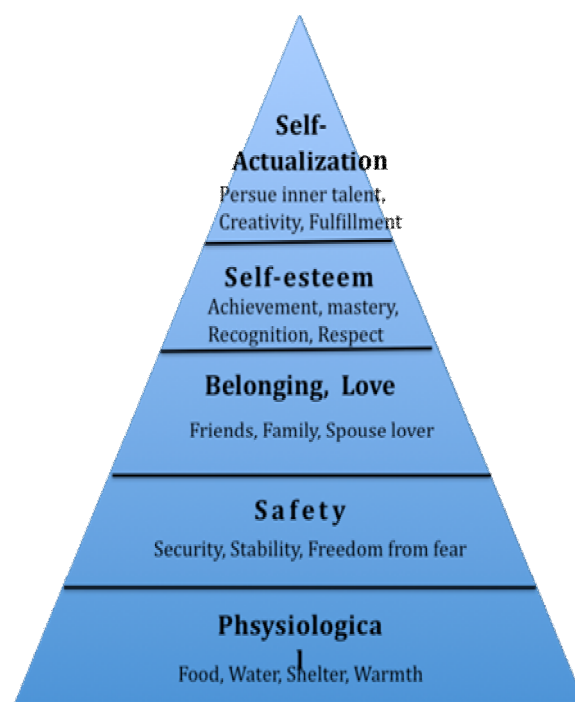 Self-
Actualization
Persue inner talent,
Creativity, Fulfillment
Self-esteem
Achievement, mastery,
Recognition, Respect
Belonging, Love
Friends, Family, Spouse lover
Safety
Security, Stability, Freedom from fear
Phsysiologica
l
Food, Water, Shelter, Warmth